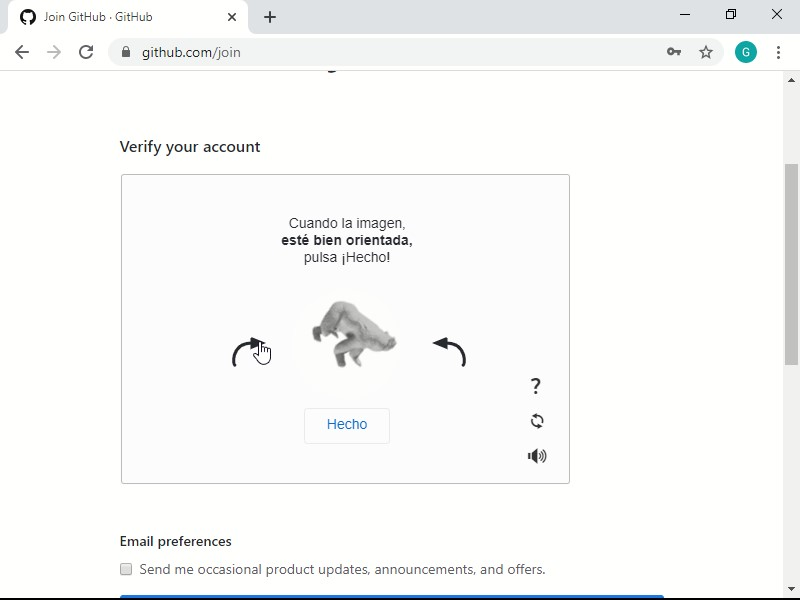 Join GitHub · GitHub
github.com/join
G
Verify your account
Cuando la imagen,
esté bien orientada,
pulsa ¡Hecho!
?
Hecho
Email preferences
Send me occasional product updates, announcements, and offers.